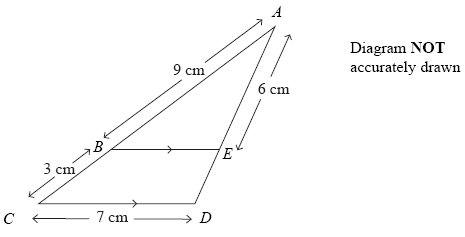 A
Diagram NOT
accurately drawn
9 cm
6 cm
B
E
3 cm
C
7 cm
D